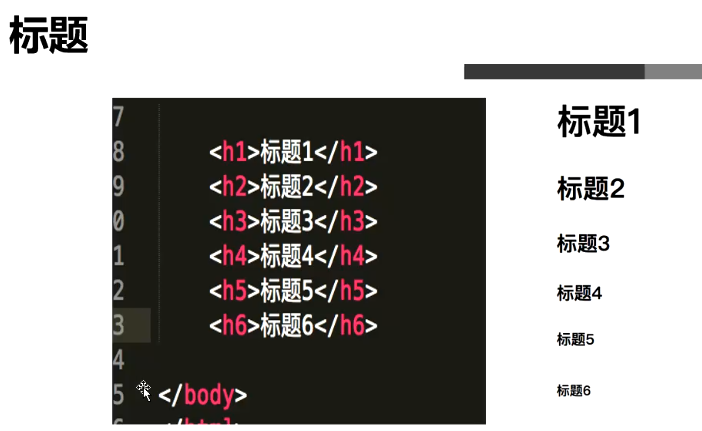 标题
7
8 <h1>标题1</h1>
9 <h2>标题2</h2>
0 <h3>标题3</h3>
1 <h4>标题4</h4>
2 <h5>标题5</h5>
3 <h6>标题6</h6>
4
5 </body>
标题1
标题2
标题3
标题4
标题5
标题6